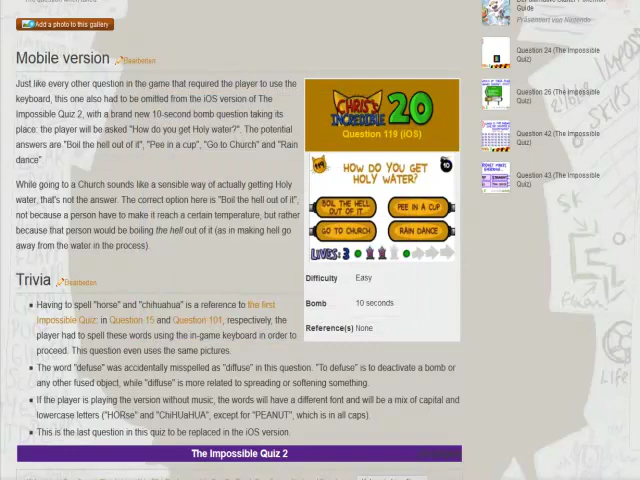 Add a photo to this gallery
Mobile version
Bearbeiten
Just like every other question in the game that required the player to use the
keyboard, this one also had to be omitted from the iOS version of The
Impossible Quiz 2, with a brand new 10-second bomb question taking its
place: the player will be asked "How do you get Holy water?". The potential
answers are "Boil the hell out of it", "Pee in a cup", "Go to Church" and "Rain
dance"
While going to a Church sounds like a sensible way of actually getting Holy
water, that's not the answer. The correct option here is "Boil the hell out of it",
not because a person have to make it reach a certain temperature, but rather
because that person would be boiling the hell out of it (as in making hell go
away from the water in the process).
CHRIS'S
INCREDIBLE 20
Question 119 (iOS)
HOW DO YOU GET
HOLY WATER?
10
BOIL THE HELL
OUT OF IT.
PEE IN A CUP
GO TO CHURCH
RAIN DANCE
LIVES: 3
Difficulty Easy
Bomb 10 seconds
Reference(s) None
Trivia
Bearbeiten
Having to spell "horse" and "chihuahua" is a reference to the first
Impossible Quiz: in Question 15 and Question 101, respectively, the
player had to spell these words using the in-game keyboard in order to
proceed. This question even uses the same pictures.
The word "defuse" was accidentally misspelled as "diffuse" in this question. "To defuse" is to deactivate a bomb or
any other fused object, while "diffuse" is more related to spreading or softening something.
If the player is playing the version without music, the words will have a different font and will be a mix of capital and
lowercase letters ("HORse" and "ChiHUaHUA", except for "PEANUT", which is in all caps).
This is the last question in this quiz to be replaced in the iOS version.
The Impossible Quiz 2
Guide
Präsentiert von Nintendo
Question 24 (The Impossible
Quiz)
Question 26 (The Impossible
Quiz)
Question 42 (The Impossible
Quiz)
Question 43 (The Impossible
Quiz)
SKIPS
SK
LIFE